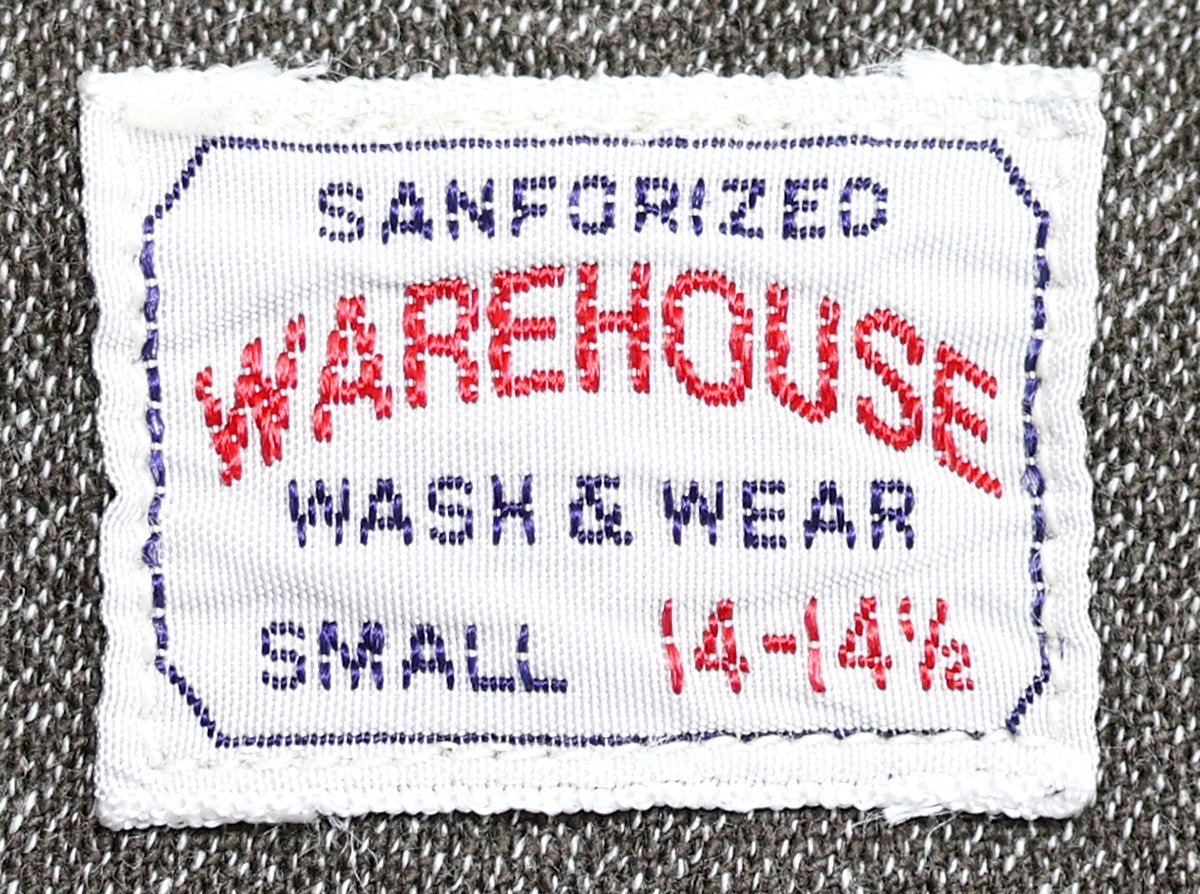 SANFORIZED
WAREHOUSE
WASH & WEAR
SMALL 14-14½